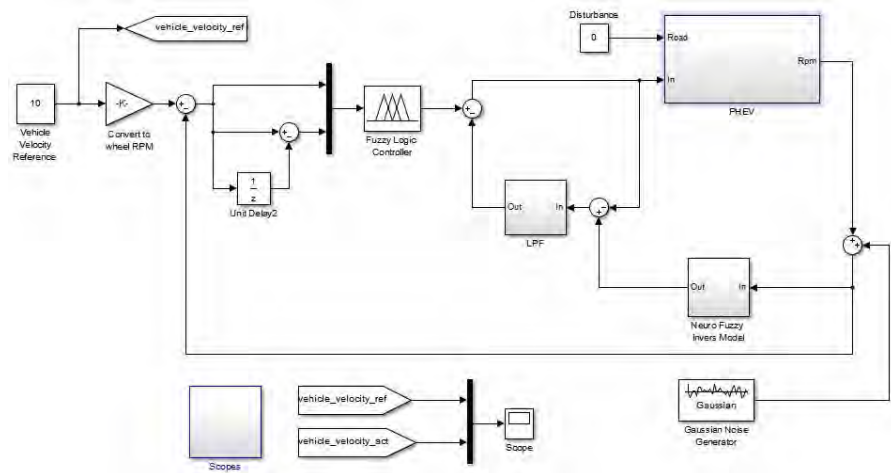 vehicle_velocity_ref
Disturbance
0
Road
In
Rpm
PHEV
10
Vehicle
Velocity
Reference
-K-
Convert to
wheel RPM
Fuzzy Logic
Controller
1
z
Unit Delay2
Out
In
LPF
Out
In
Neuro Fuzzy
Invers Model
vehicle_velocity_ref
vehicle_velocity_act
Scope
Scopes
Gaussian
Gaussian Noise
Generator